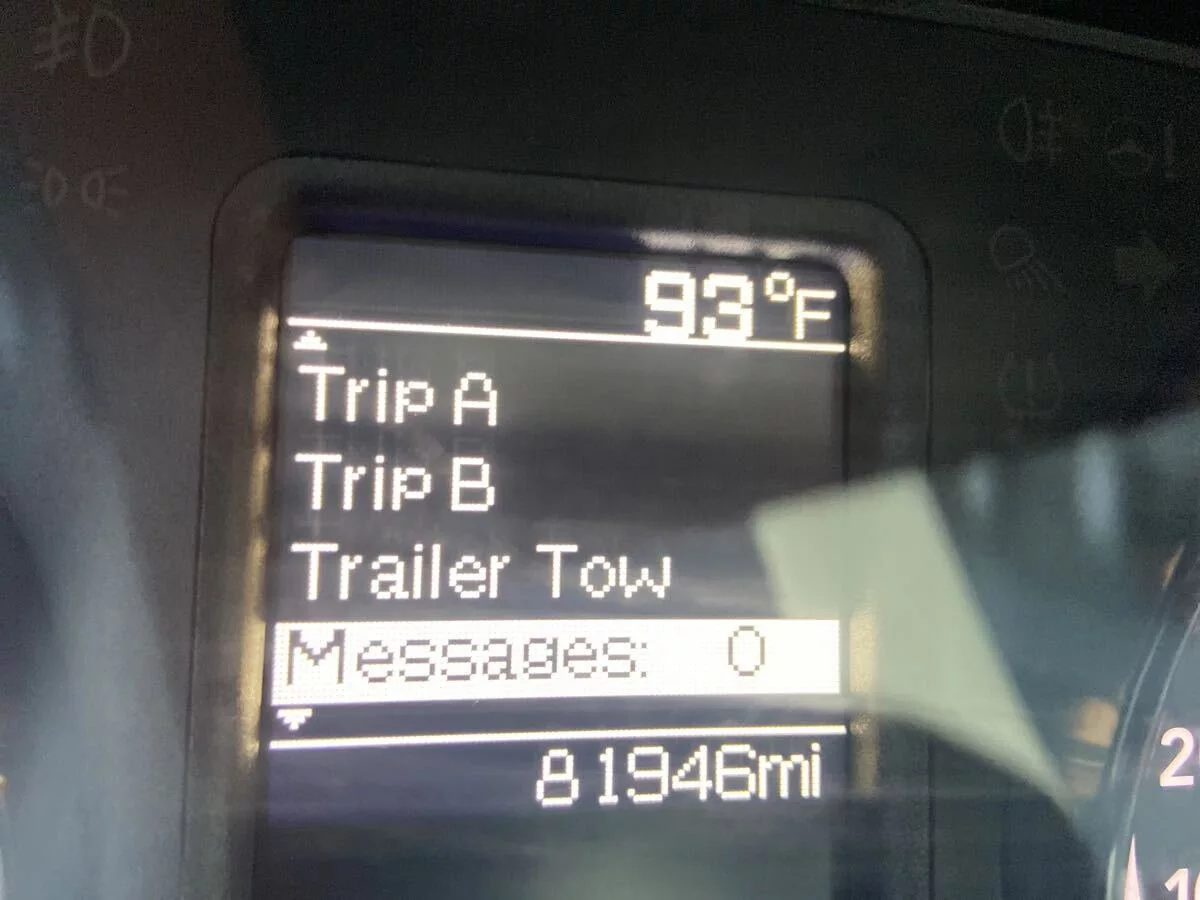 93°F
Trip A
Trip B
Trailer Tow
Messages: 0
81946mi